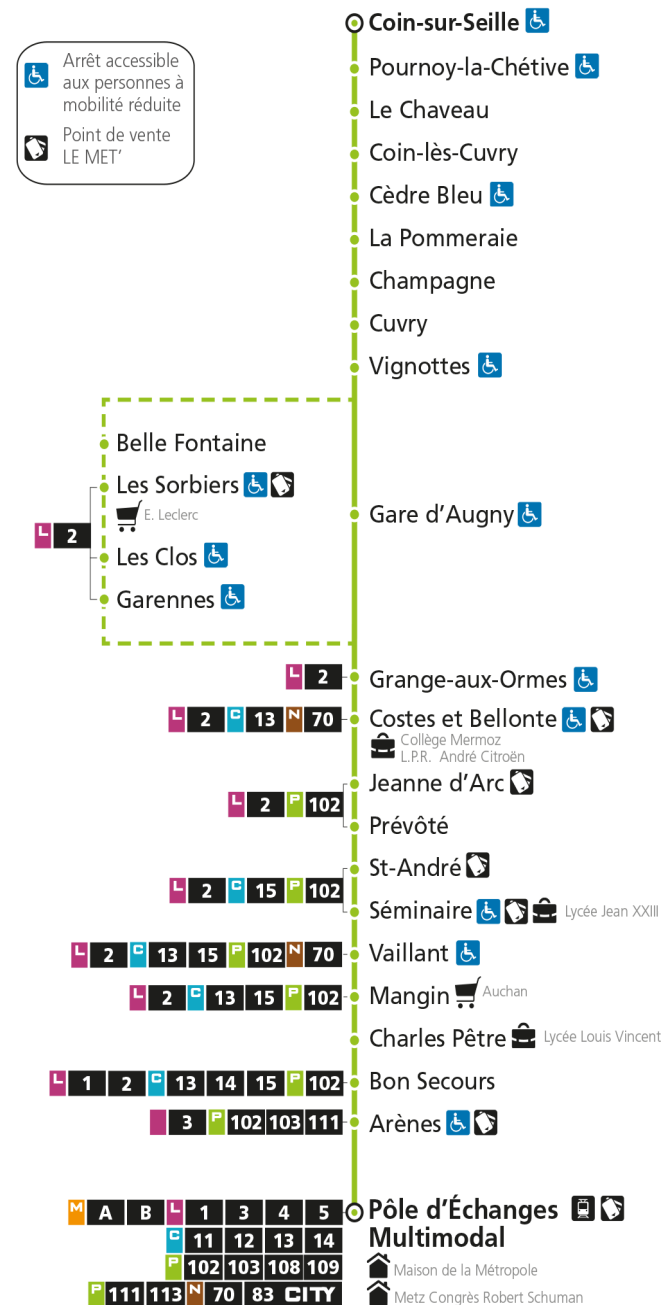 Coin-sur-Seille
Arrêt accessible
aux personnes à
mobilité réduite
Point de vente
LE MET'
Pournoy-la-Chétive
Le Chaveau
Coin-lès-Cuvry
Cèdre Bleu
La Pommeraie
Champagne
Cuvry
Vignottes
Belle Fontaine
Les Sorbiers
E. Leclerc
L 2
Les Clos
Garennes
Gare d'Augny
L 2 Grange-aux-Ormes
L 2 C 13 N 70 Costes et Bellonte
Collège Mermoz
L.P.R. André Citroën
Jeanne d'Arc
L 2 P 102
Prévôté
St-André
L 2 C 15 P 102
Séminaire Lycée Jean XXIII
L 2 C 13 15 P 102 N 70 Vaillant
L 2 C 13 15 P 102 Mangin Auchan
Charles Pêtre Lycée Louis Vincent
L 1 2 C 13 14 15 P 102 Bon Secours
3 P 102 103 111 Arènes
M A B L 1 3 4 5 Pôle d'Échanges
C 11 12 13 14 Multimodal
P 102 103 108 109 Maison de la Métropole
P 111 113 N 70 83 CITY Metz Congrès Robert Schuman